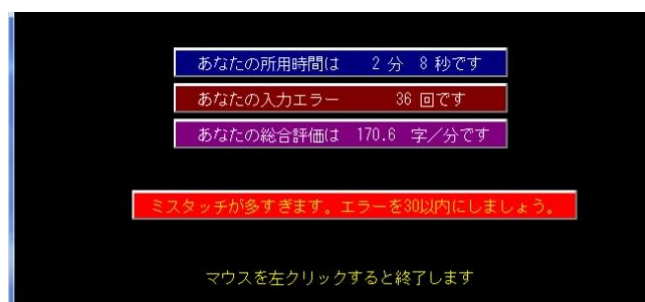 あなたの所用時間は 2 分 8 秒です
あなたの入力エラー 36 回です
あなたの総合評価は 170.6 字／分です
ミスタッチが多すぎます。エラーを30以内にしましょう。
マウスを左クリックすると終了します